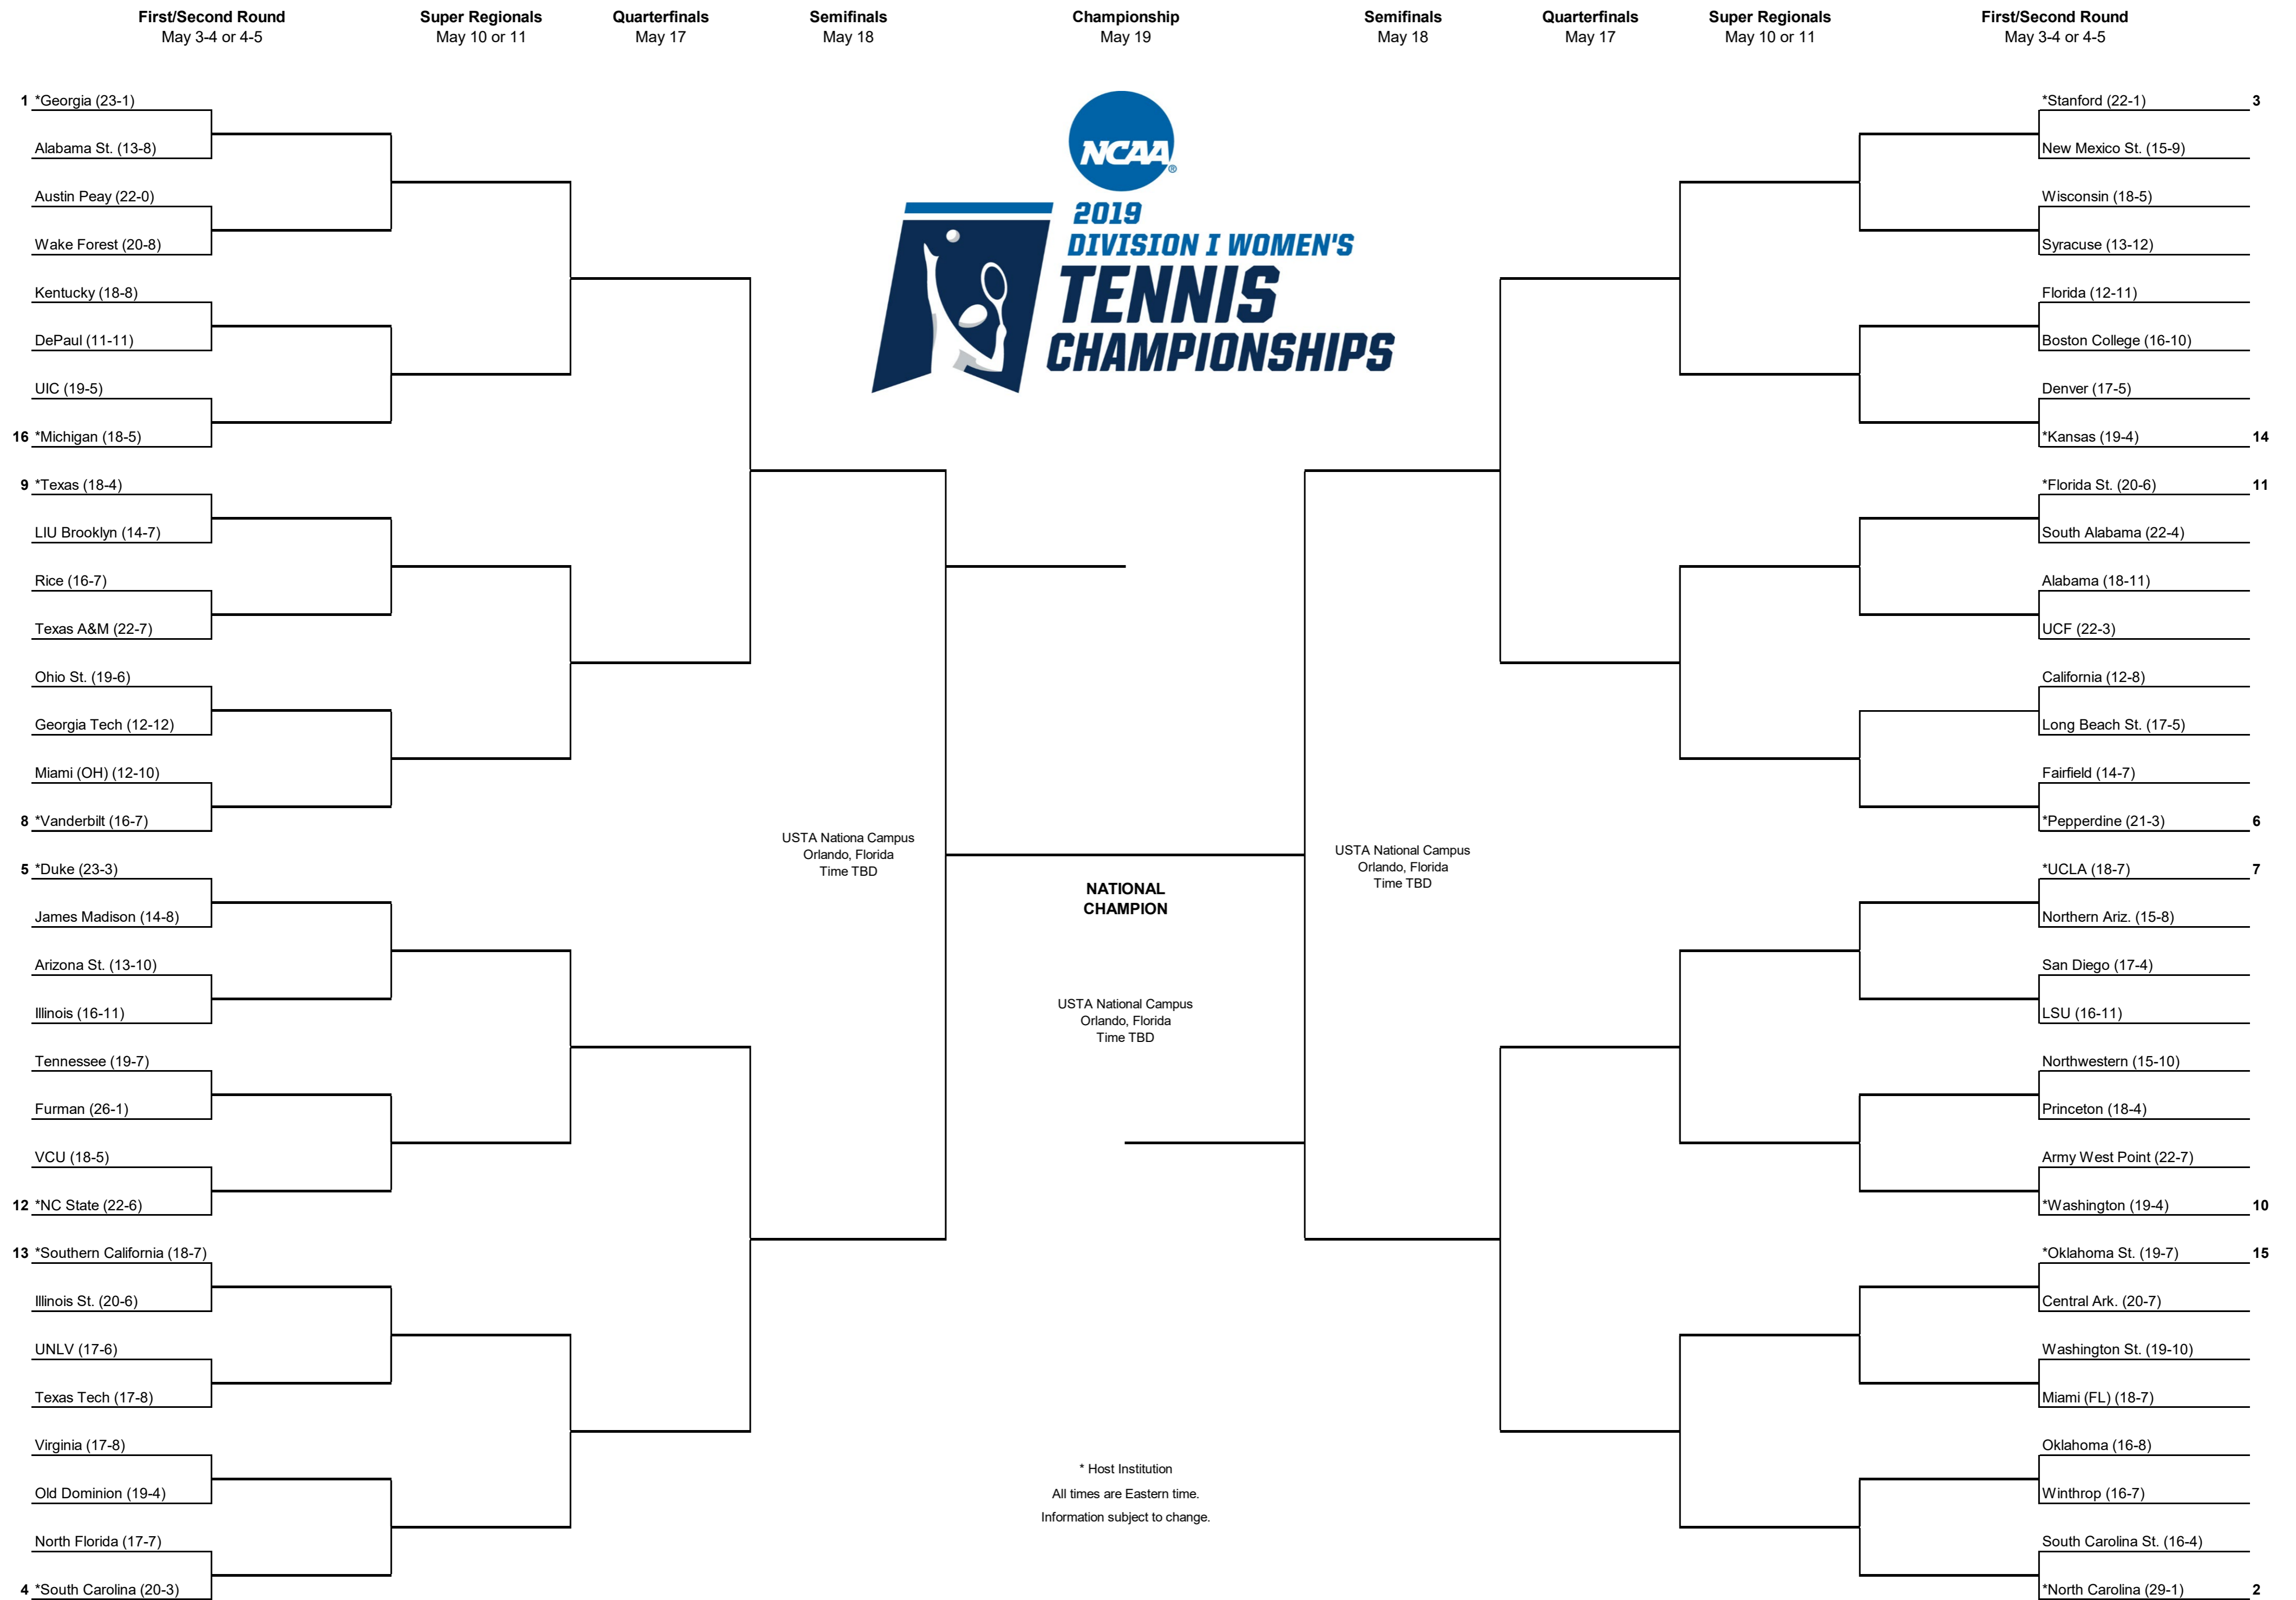 First/Second Round
May 3-4 or 4-5
Super Regionals
May 10 or 11
Quarterfinals
May 17
Semifinals
May 18
Championship
May 19
Semifinals
May 18
Quarterfinals
May 17
Super Regionals
May 10 or 11
First/Second Round
May 3-4 or 4-5
1 *Georgia (23-1)
Alabama St. (13-8)
Austin Peay (22-0)
Wake Forest (20-8)
Kentucky (18-8)
DePaul (11-11)
UIC (19-5)
16 *Michigan (18-5)
9 *Texas (18-4)
LIU Brooklyn (14-7)
Rice (16-7)
Texas A&M (22-7)
Ohio St. (19-6)
Georgia Tech (12-12)
Miami (OH) (12-10)
8 *Vanderbilt (16-7)
5 *Duke (23-3)
James Madison (14-8)
Arizona St. (13-10)
Illinois (16-11)
Tennessee (19-7)
Furman (26-1)
VCU (18-5)
12 *NC State (22-6)
13 *Southern California (18-7)
Illinois St. (20-6)
UNLV (17-6)
Texas Tech (17-8)
Virginia (17-8)
Old Dominion (19-4)
North Florida (17-7)
4 *South Carolina (20-3)
NCAA®
2019
DIVISION I WOMEN'S
TENNIS
CHAMPIONSHIPS
USTA Nationa Campus
Orlando, Florida
Time TBD
NATIONAL
CHAMPION
USTA National Campus
Orlando, Florida
Time TBD
USTA National Campus
Orlando, Florida
Time TBD
* Host Institution
All times are Eastern time.
Information subject to change.
*Stanford (22-1) 3
New Mexico St. (15-9)
Wisconsin (18-5)
Syracuse (13-12)
Florida (12-11)
Boston College (16-10)
Denver (17-5)
*Kansas (19-4) 14
*Florida St. (20-6) 11
South Alabama (22-4)
Alabama (18-11)
UCF (22-3)
California (12-8)
Long Beach St. (17-5)
Fairfield (14-7)
*Pepperdine (21-3) 6
*UCLA (18-7) 7
Northern Ariz. (15-8)
San Diego (17-4)
LSU (16-11)
Northwestern (15-10)
Princeton (18-4)
Army West Point (22-7)
*Washington (19-4) 10
*Oklahoma St. (19-7) 15
Central Ark. (20-7)
Washington St. (19-10)
Miami (FL) (18-7)
Oklahoma (16-8)
Winthrop (16-7)
South Carolina St. (16-4)
*North Carolina (29-1) 2